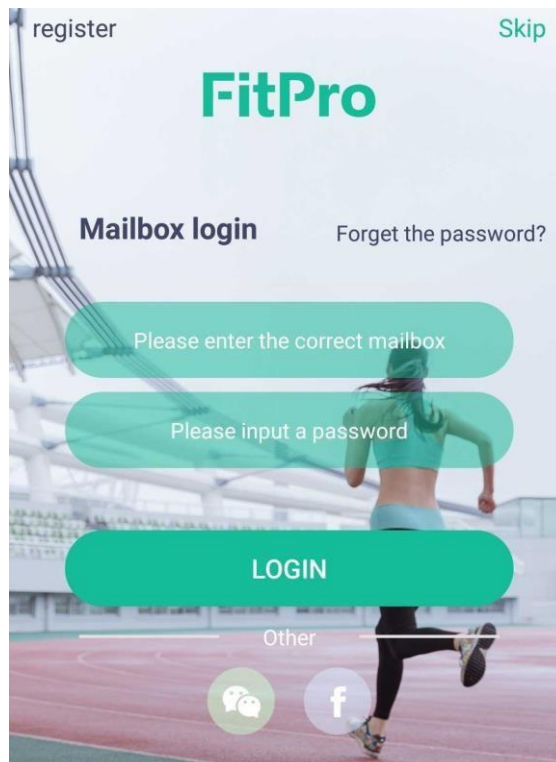 register
Skip
FitPro
Mailbox login
Forget the password?
Please enter the correct mailbox
Please input a password
LOGIN
Other
f